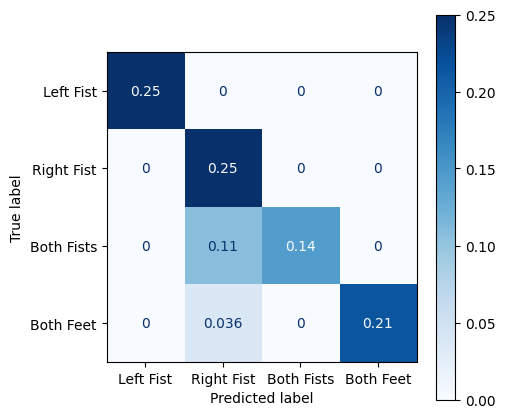 Left Fist 0.25 0 0 0
Right Fist 0 0.25 0 0
Both Fists 0 0.11 0.14 0
Both Feet 0 0.036 0 0.21
Left Fist Right Fist Both Fists Both Feet
Predicted label
True label
0.25
0.20
0.15
0.10
0.05
0.00